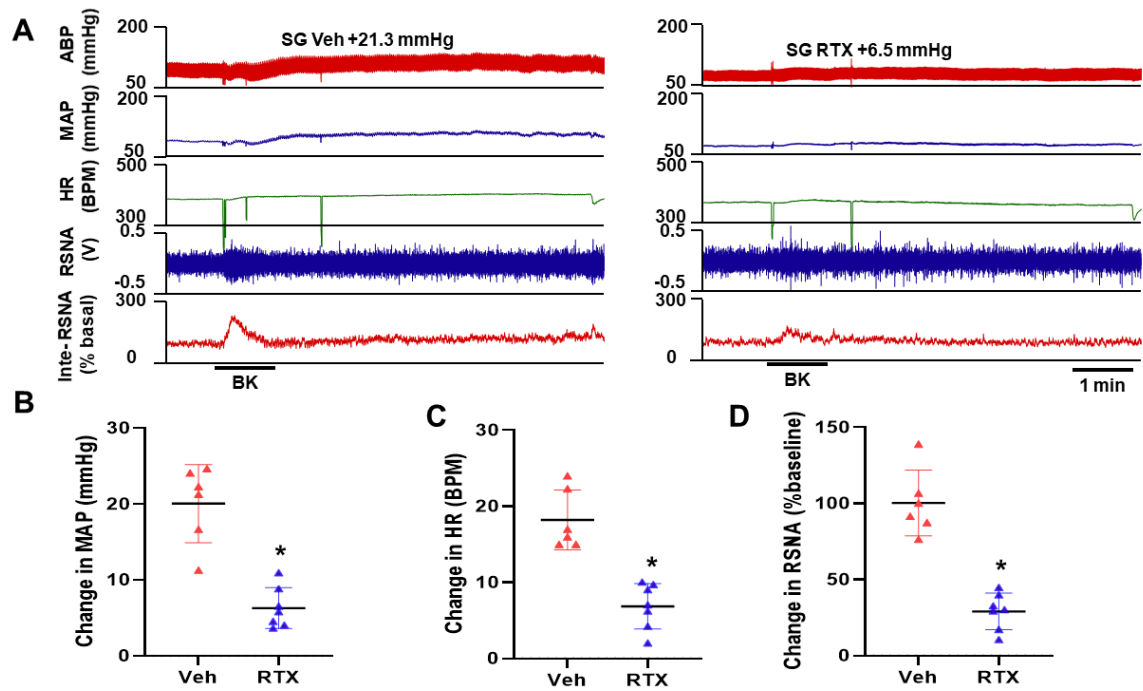 A
ABP
(mmHg)
200
50
SG Veh +21.3 mmHg
200
50
SG RTX +6.5 mmHg
MAP
(mmHg)
200
50
200
50
HR
(BPM)
500
300
500
300
RSNA
(V)
0.5
-0.5
0.5
-0.5
Inte-RSNA
(% basal)
300
0
300
0
BK
BK
1 min
B
Change in MAP (mmHg)
30
20
10
0
*
Veh RTX
C
Change in HR (BPM)
30
20
10
0
*
Veh RTX
D
Change in RSNA (%baseline)
150
100
50
0
*
Veh RTX